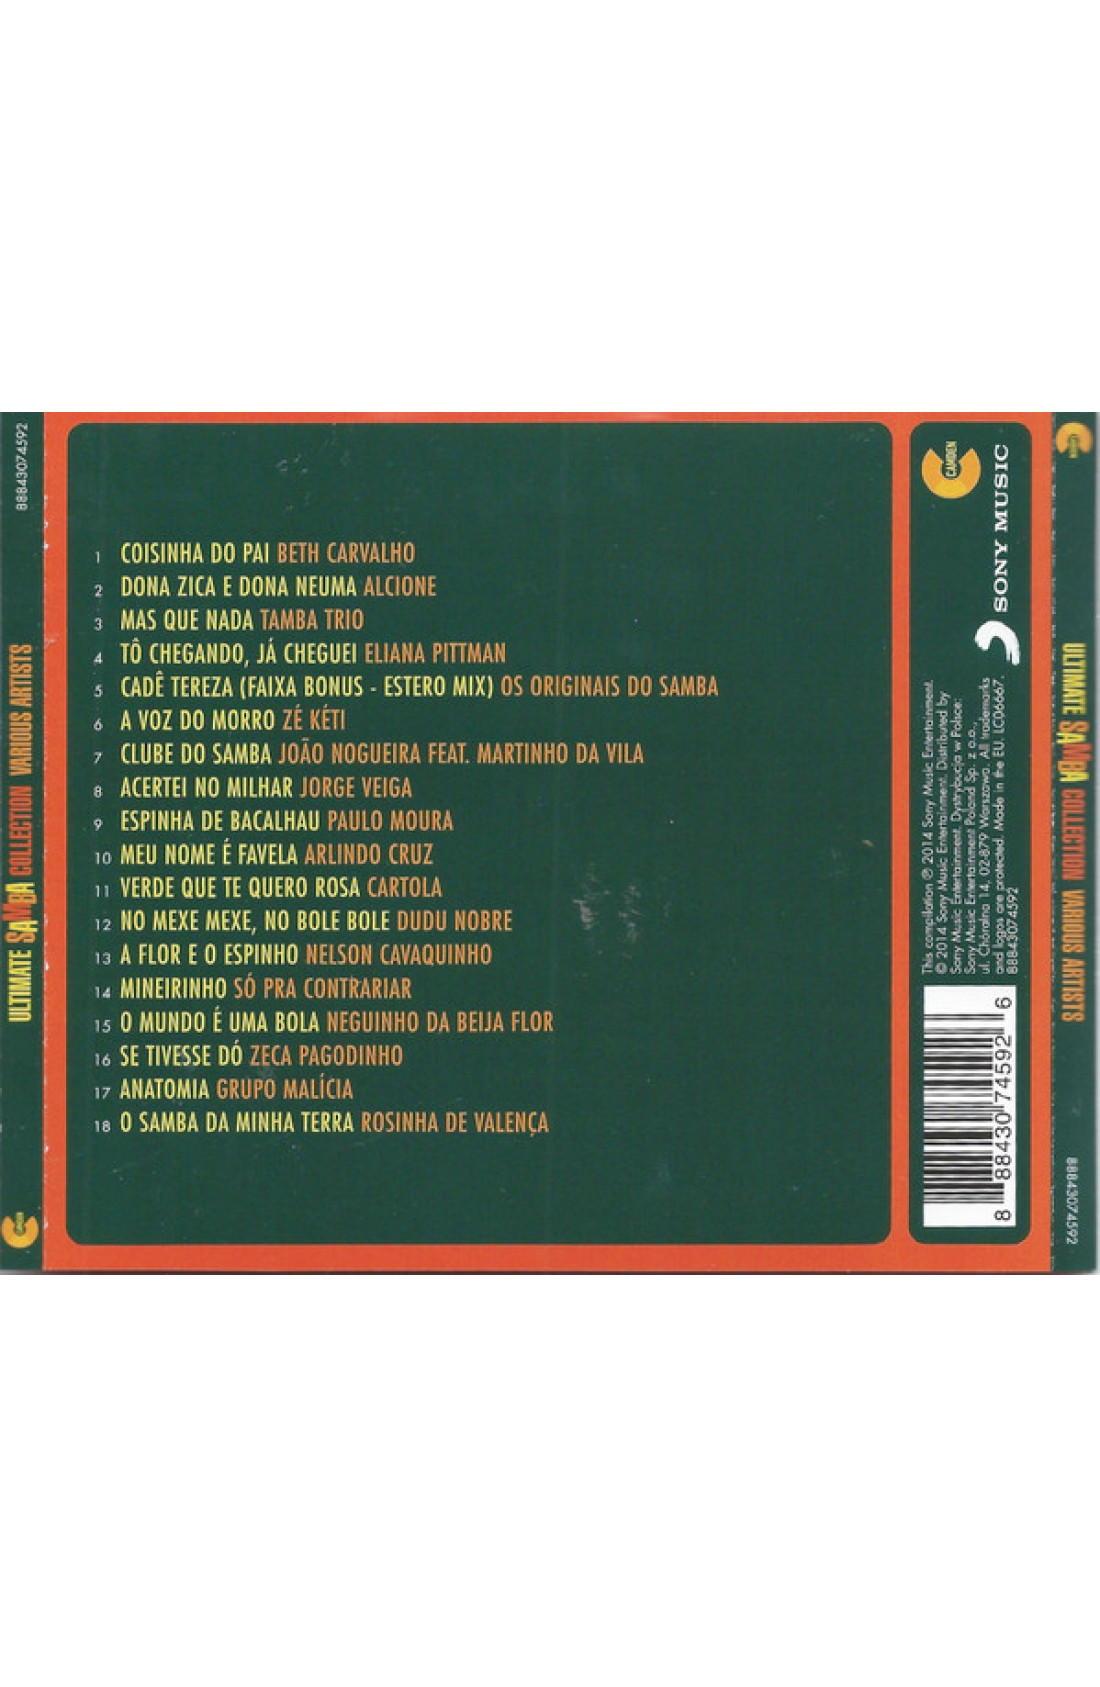 88843074592
ULTIMATE SAMBA COLLECTION VARIOUS ARTISTS
CAMDEN
1 COISINHA DO PAI BETH CARVALHO
2 DONA ZICA E DONA NEUMA ALCIONE
3 MAS QUE NADA TAMBA TRIO
4 TÔ CHEGANDO, JÁ CHEGUEI ELIANA PITTMAN
5 CADÊ TEREZA (FAIXA BONUS - ESTERO MIX) OS ORIGINAIS DO SAMBA
6 A VOZ DO MORRO ZÉ KÉTI
7 CLUBE DO SAMBA JOÃO NOGUEIRA FEAT. MARTINHO DA VILA
8 ACERTEI NO MILHAR JORGE VEIGA
9 ESPINHA DE BACALHAU PAULO MOURA
10 MEU NOME É FAVELA ARLINDO CRUZ
11 VERDE QUE TE QUERO ROSA CARTOLA
12 NO MEXE MEXE, NO BOLE BOLE DUDU NOBRE
13 A FLOR E O ESPINHO NELSON CAVAQUINHO
14 MINEIRINHO SÓ PRA CONTRARIAR
15 O MUNDO É UMA BOLA NEGUINHO DA BEIJA FLOR
16 SE TIVESSE DÓ ZECA PAGODINHO
17 ANATOMIA GRUPO MALÍCIA
18 O SAMBA DA MINHA TERRA ROSINHA DE VALENÇA
CAMDEN
SONY MUSIC
This compilation ℗ 2014 Sony Music Entertainment.
© 2014 Sony Music Entertainment. Distributed by
Sony Music Entertainment. Dystrybucja w Polsce:
Sony Music Entertainment Poland Sp. z o.o.,
ul. Chóralna 14, 02-879 Warszawa. All trademarks
and logos are protected. Made in the EU. LC06667.
88843074592
8 88430 74592 6
CAMDEN
ULTIMATE SAMBA COLLECTION VARIOUS ARTISTS
88843074592